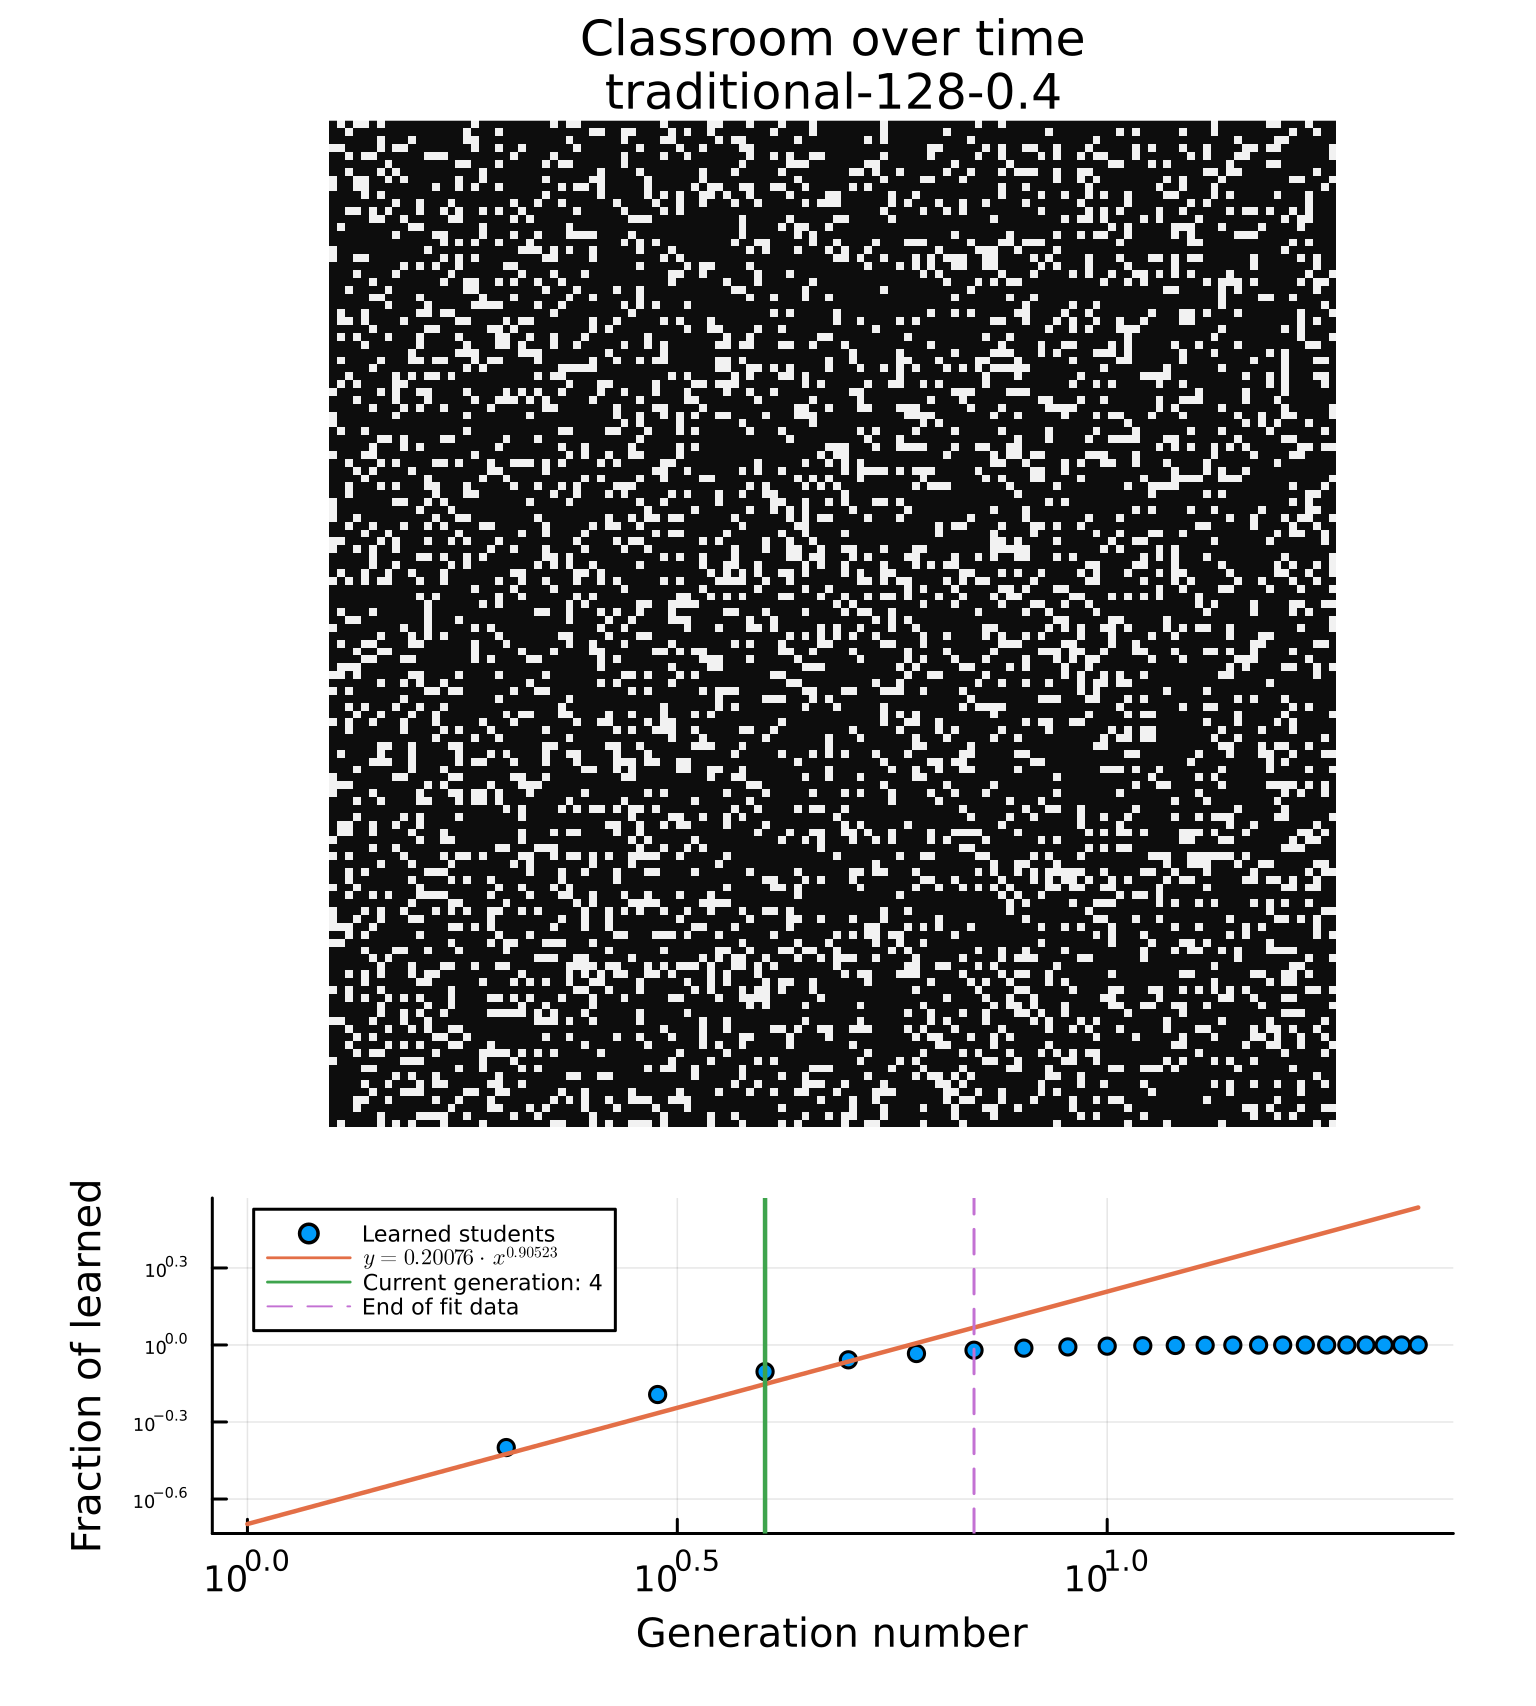 Classroom over time
traditional-128-0.4
Fraction of learned
Learned students
y = 0.20076 · x^0.90523
Current generation: 4
End of fit data
10^0.3
10^0.0
10^−0.3
10^−0.6
10^0.0 10^0.5 10^1.0
Generation number